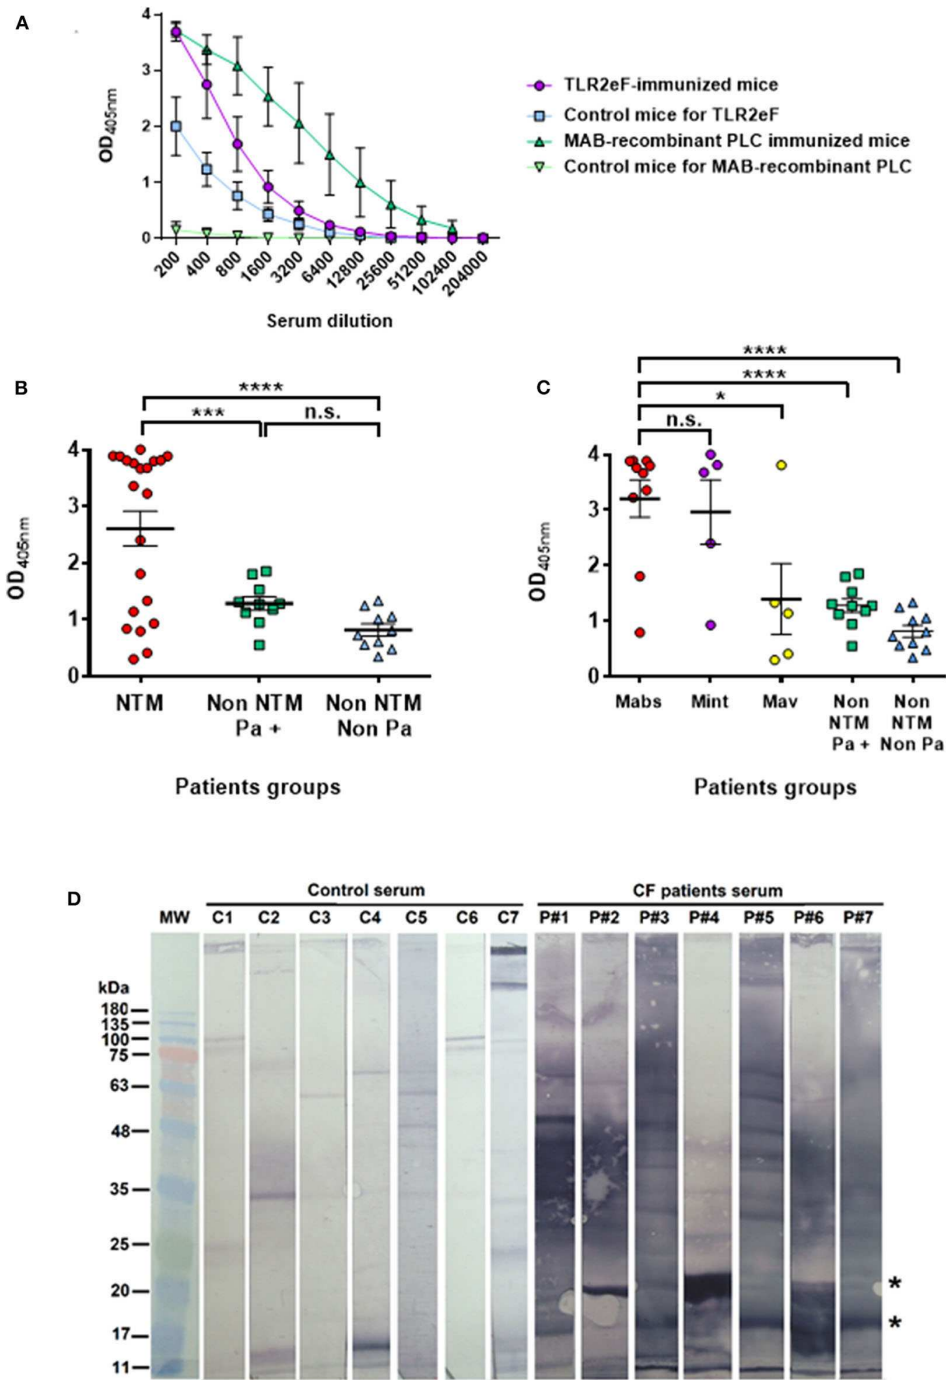 A
4
3
2
1
0
OD405nm
200 400 800 1600 3200 6400 12800 25600 51200 102400 204000
Serum dilution
TLR2eF-immunized mice
Control mice for TLR2eF
MAB-recombinant PLC immunized mice
Control mice for MAB-recombinant PLC
B
****
*** n.s.
4
3
2
1
0
OD405nm
NTM Non NTM Non NTM
Pa + Non Pa
Patients groups
C
****
****
*
n.s.
4
3
2
1
0
OD405nm
Mabs Mint Mav Non Non
NTM NTM
Pa + Non Pa
Patients groups
D
Control serum CF patients serum
MW C1 C2 C3 C4 C5 C6 C7 P#1 P#2 P#3 P#4 P#5 P#6 P#7
kDa
180
135
100
75
63
48
35
25
20 *
17 *
11